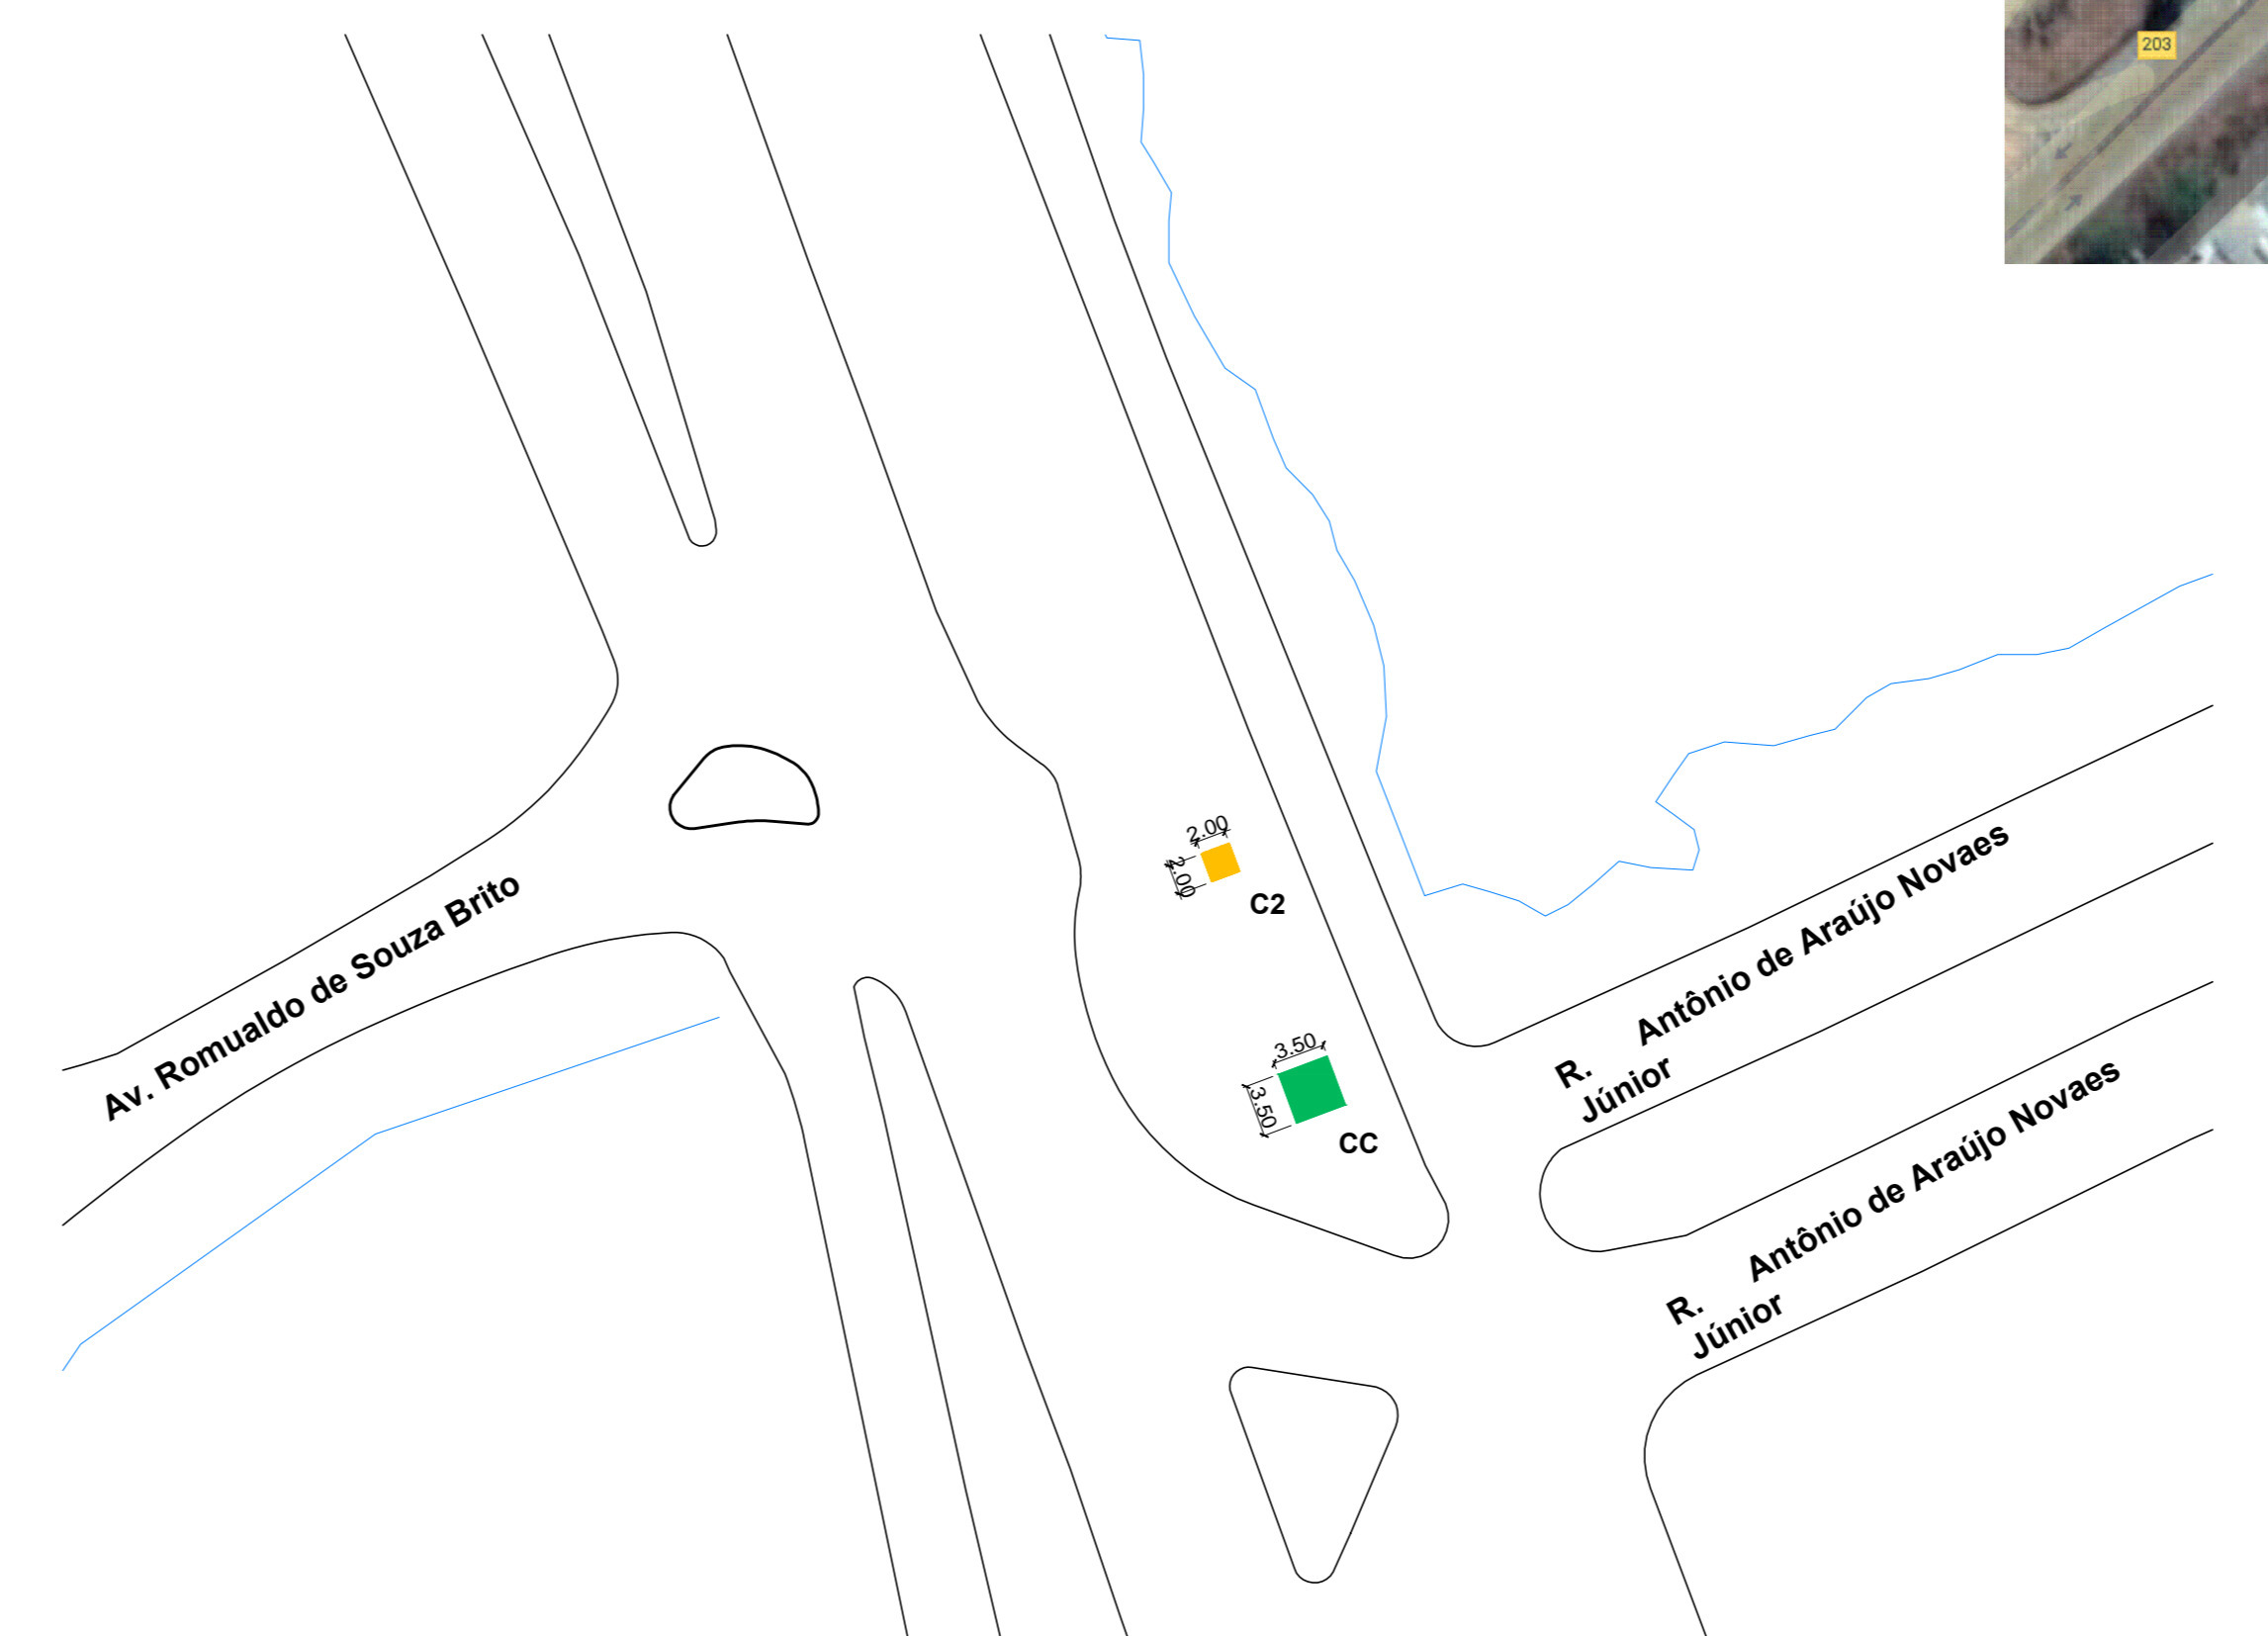 203
2.00
2.00
C2
Av. Romualdo de Souza Brito
3.50
3.50
CC
R. Antônio de Araújo Novaes
Júnior
R. Antônio de Araújo Novaes
Júnior